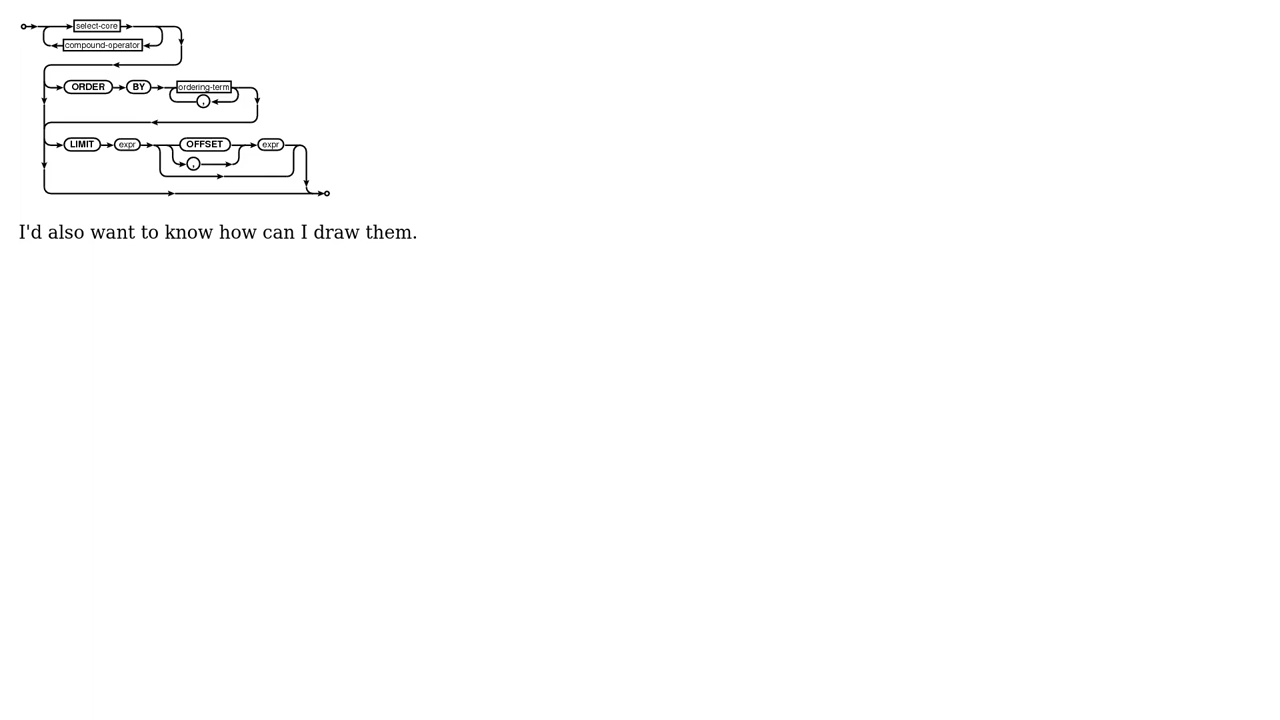 select-core
compound-operator
ORDER BY ordering-term
,
LIMIT expr OFFSET expr
,
I'd also want to know how can I draw them.